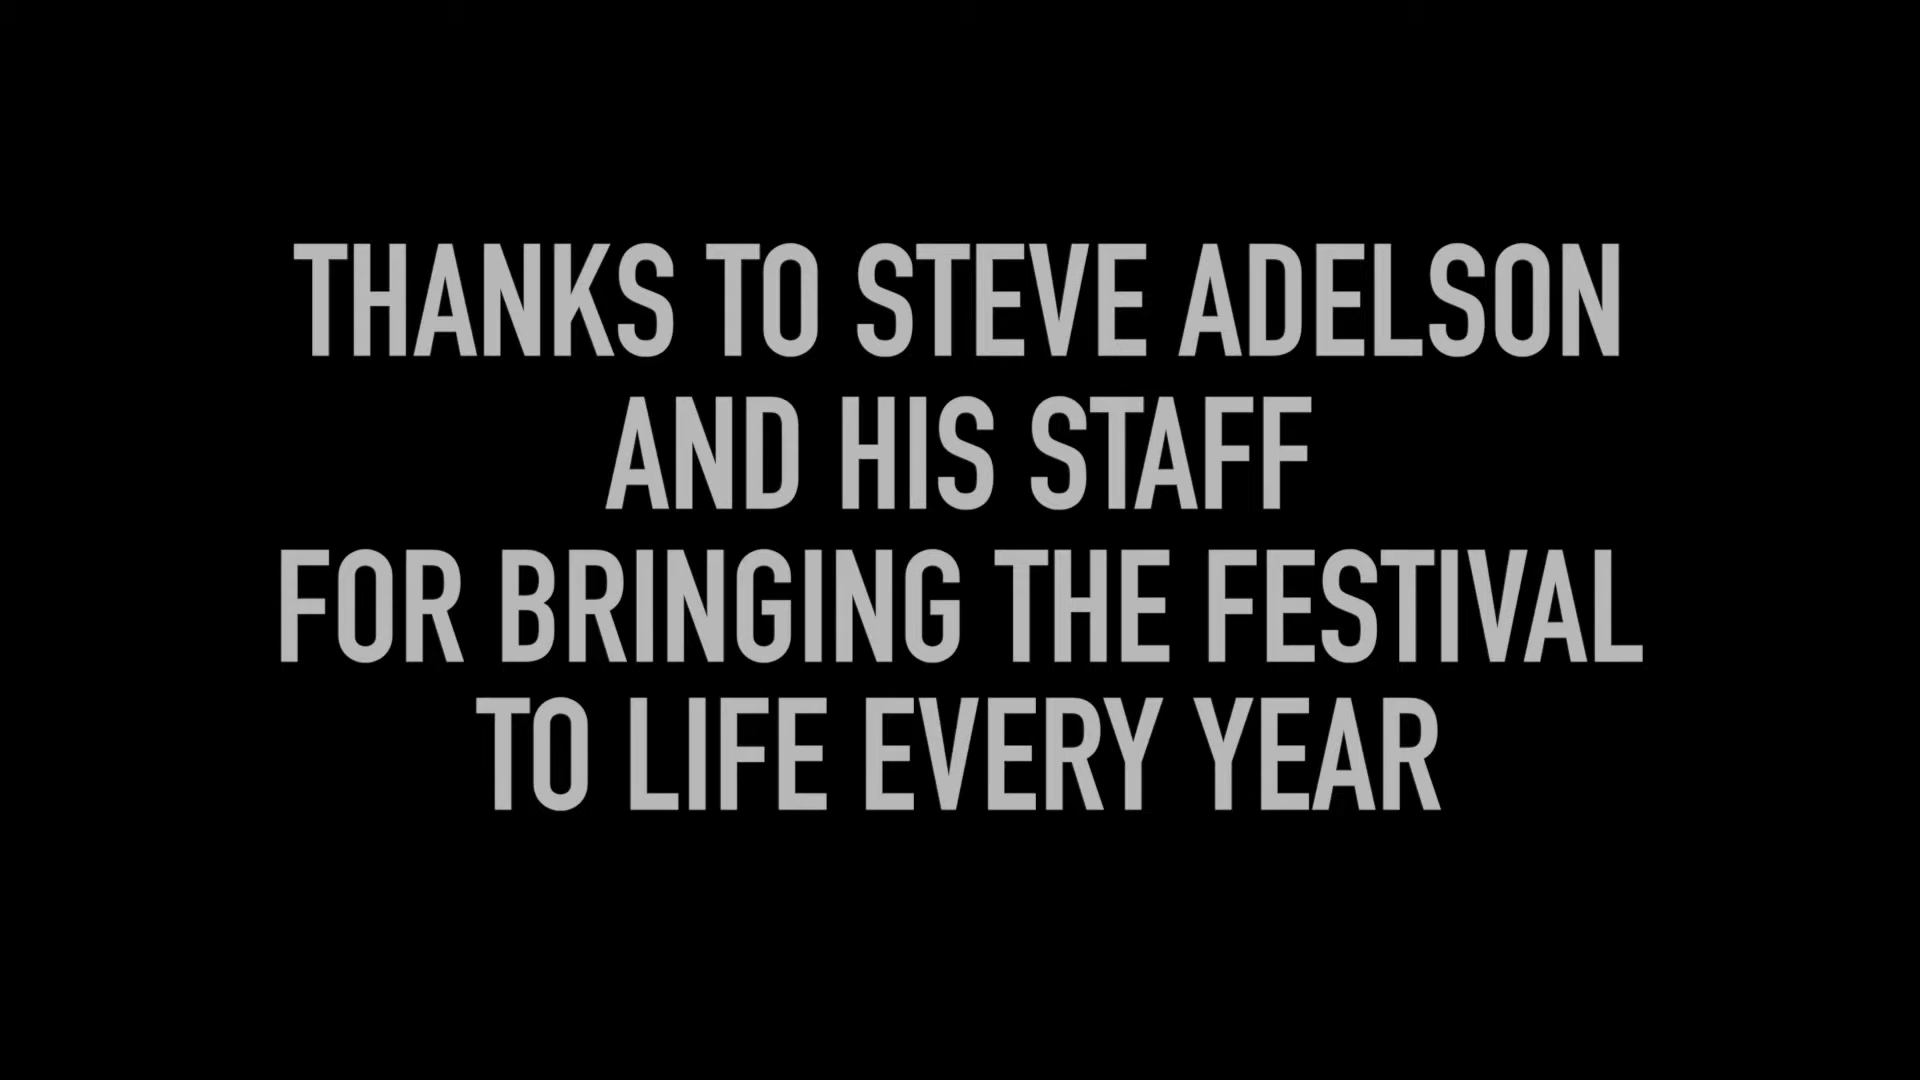 THANKS TO STEVE ADELSON
AND HIS STAFF
FOR BRINGING THE FESTIVAL
TO LIFE EVERY YEAR